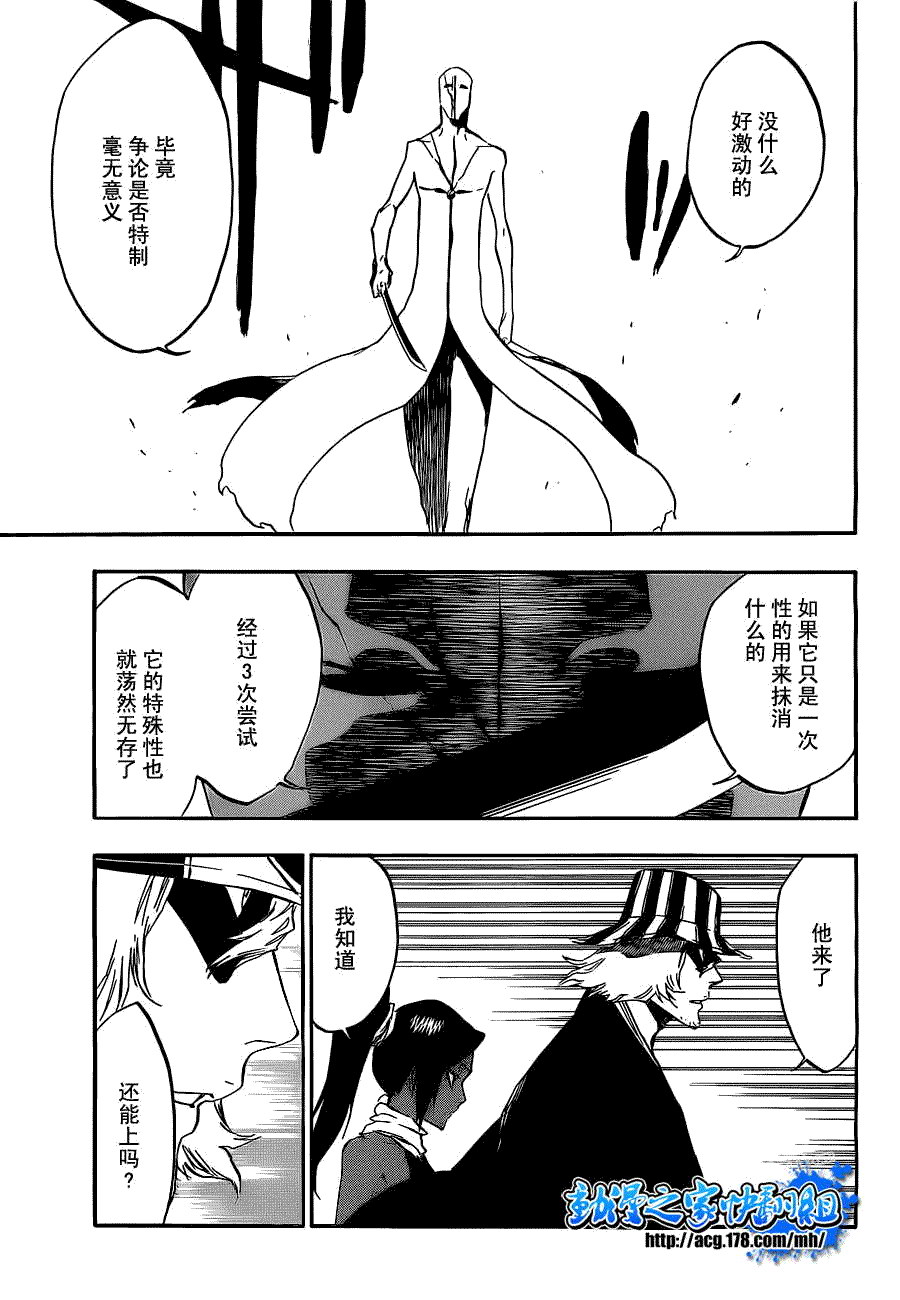 没什么
好激动的
毕竟
争论是否特制
毫无意义
如果它只是一次
性的用来抹消
什么的
经过3次尝试
它的特殊性也
就荡然无存了
他来了
我知道
还能上吗?
動漫之家快翻組
http://acg.178.com/mh/